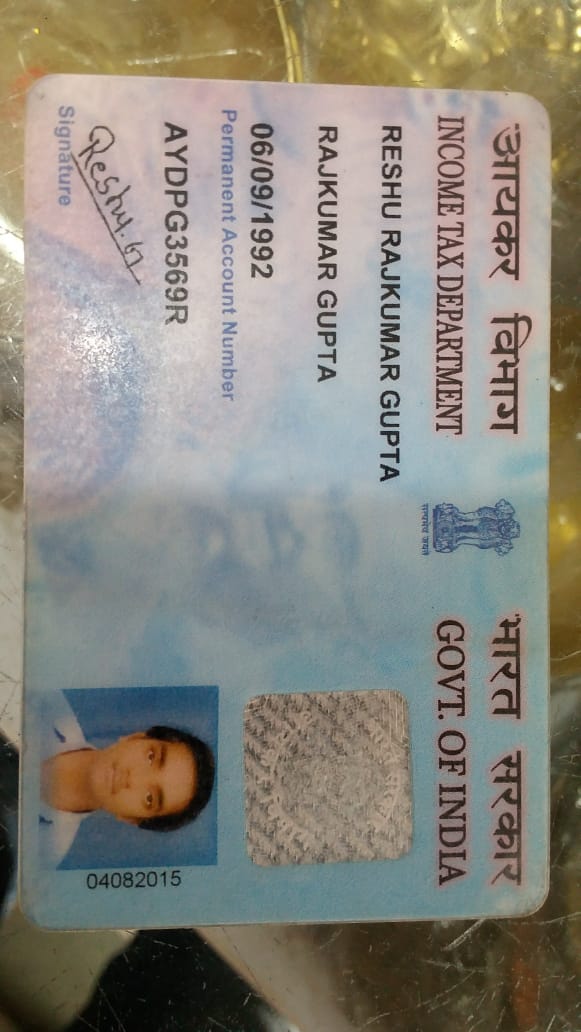 आयकर विभाग
INCOME TAX DEPARTMENT
भारत सरकार
GOVT. OF INDIA
सत्यमेव जयते
RESHU RAJKUMAR GUPTA
RAJKUMAR GUPTA
06/09/1992
Permanent Account Number
AYDPG3569R
Signature
04082015